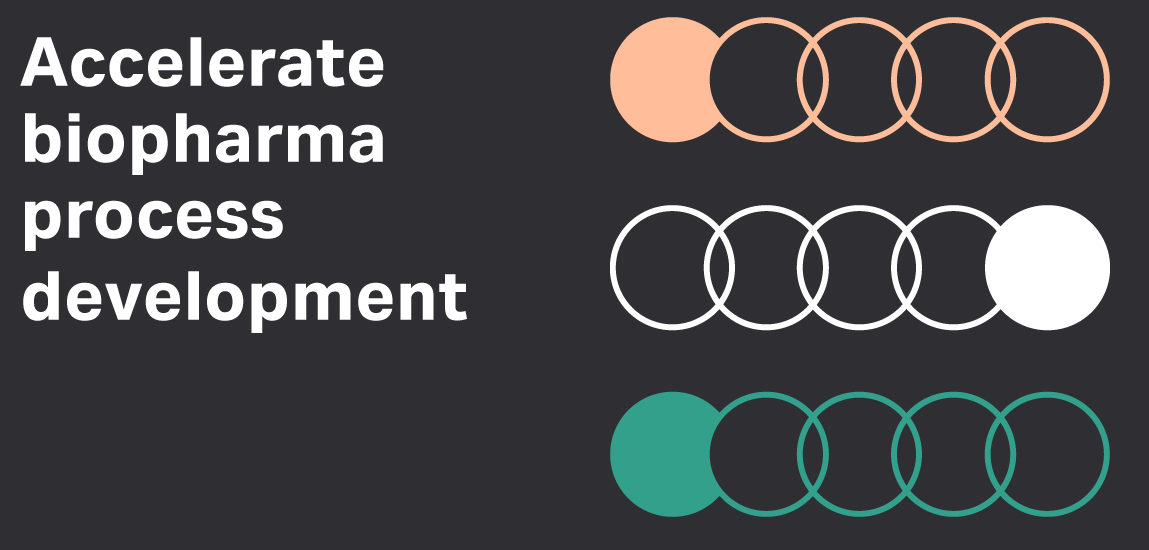 Accelerate
biopharma
process
development